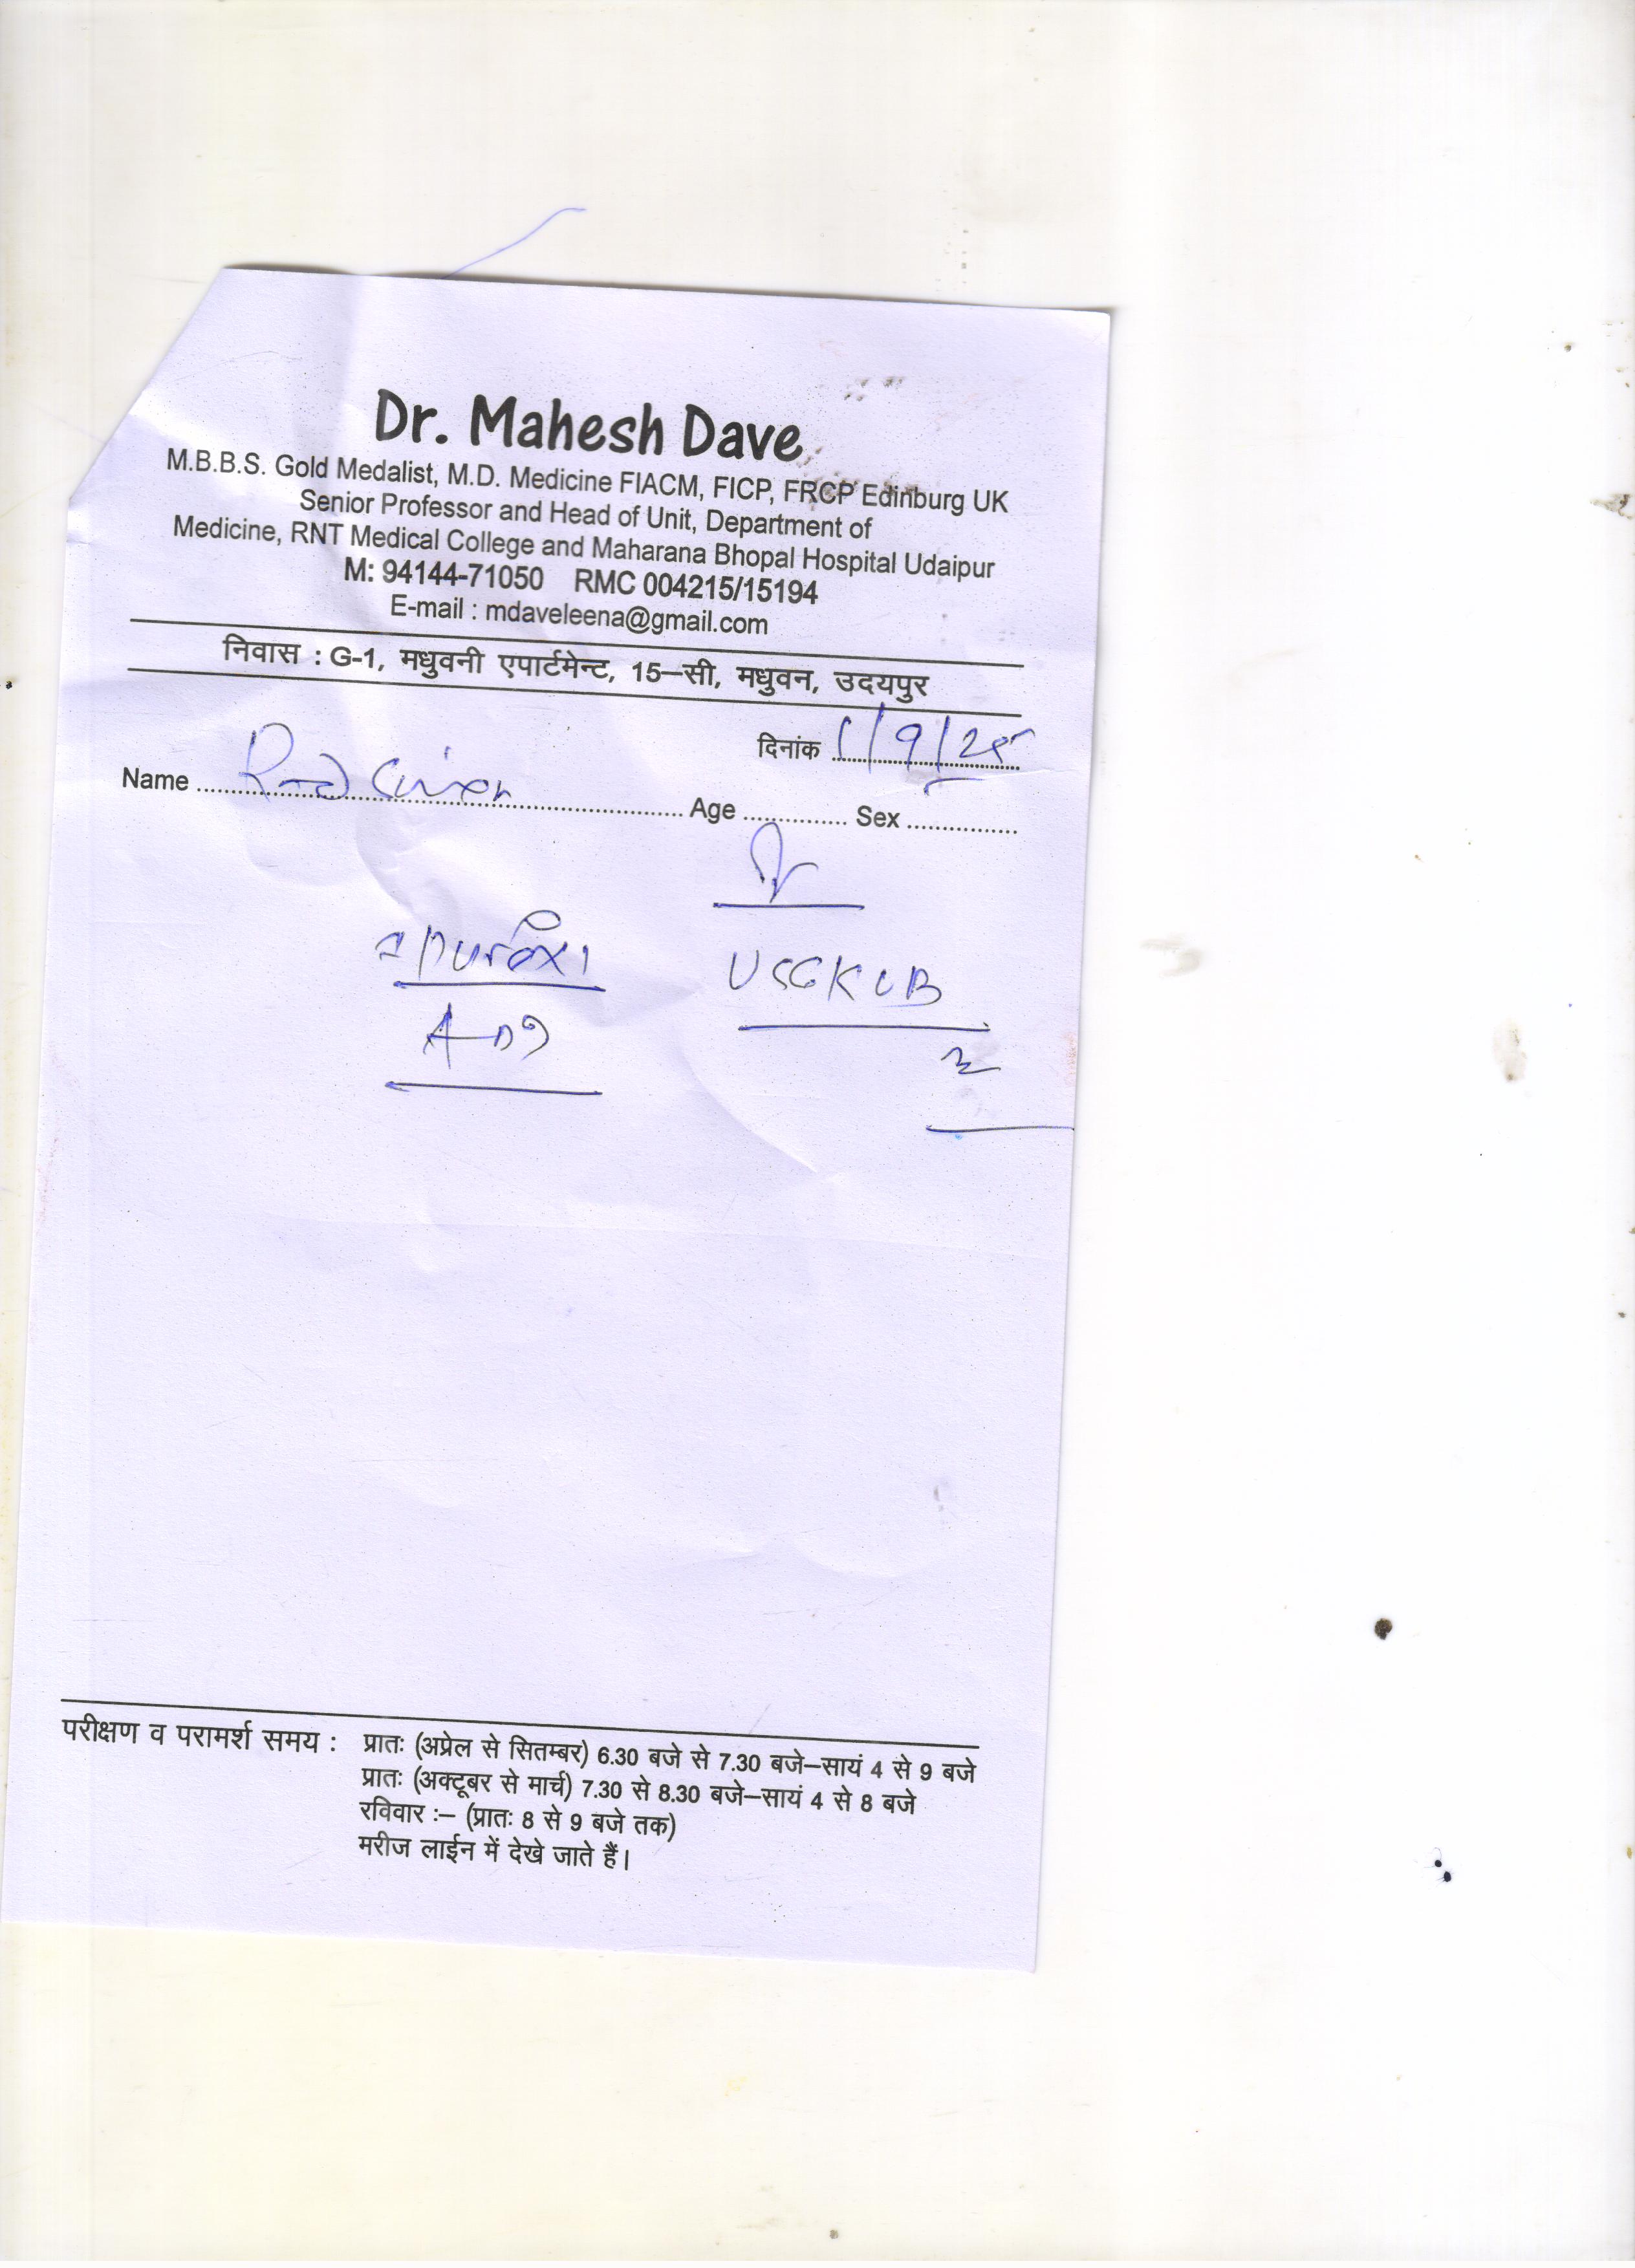 Dr. Mahesh Dave
M.B.B.S. Gold Medalist, M.D. Medicine FIACM, FICP, FRCP Edinburg UK
Senior Professor and Head of Unit, Department of
Medicine, RNT Medical College and Maharana Bhopal Hospital Udaipur
M: 94144-71050 RMC 004215/15194
E-mail : mdaveleena@gmail.com
निवास : G-1, मधुवनी एपार्टमेन्ट, 15–सी, मधुवन, उदयपुर
दिनांक 1/9/25
Name Age Sex
USG KUB
परीक्षण व परामर्श समय : प्रातः (अप्रेल से सितम्बर) 6.30 बजे से 7.30 बजे–सायं 4 से 9 बजे
प्रातः (अक्टूबर से मार्च) 7.30 से 8.30 बजे–सायं 4 से 8 बजे
रविवार :– (प्रातः 8 से 9 बजे तक)
मरीज लाईन में देखे जाते हैं।